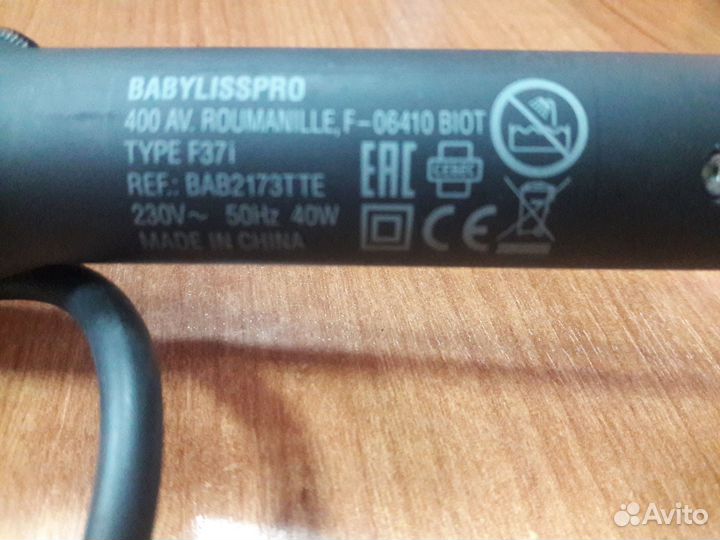 BABYLISSPRO
400 AV. ROUMANILLE, F-06410 BIOT
TYPE F37i
REF.: BAB2173TTE
230V~ 50Hz 40W
MADE IN CHINA
EAC
CE
Avito